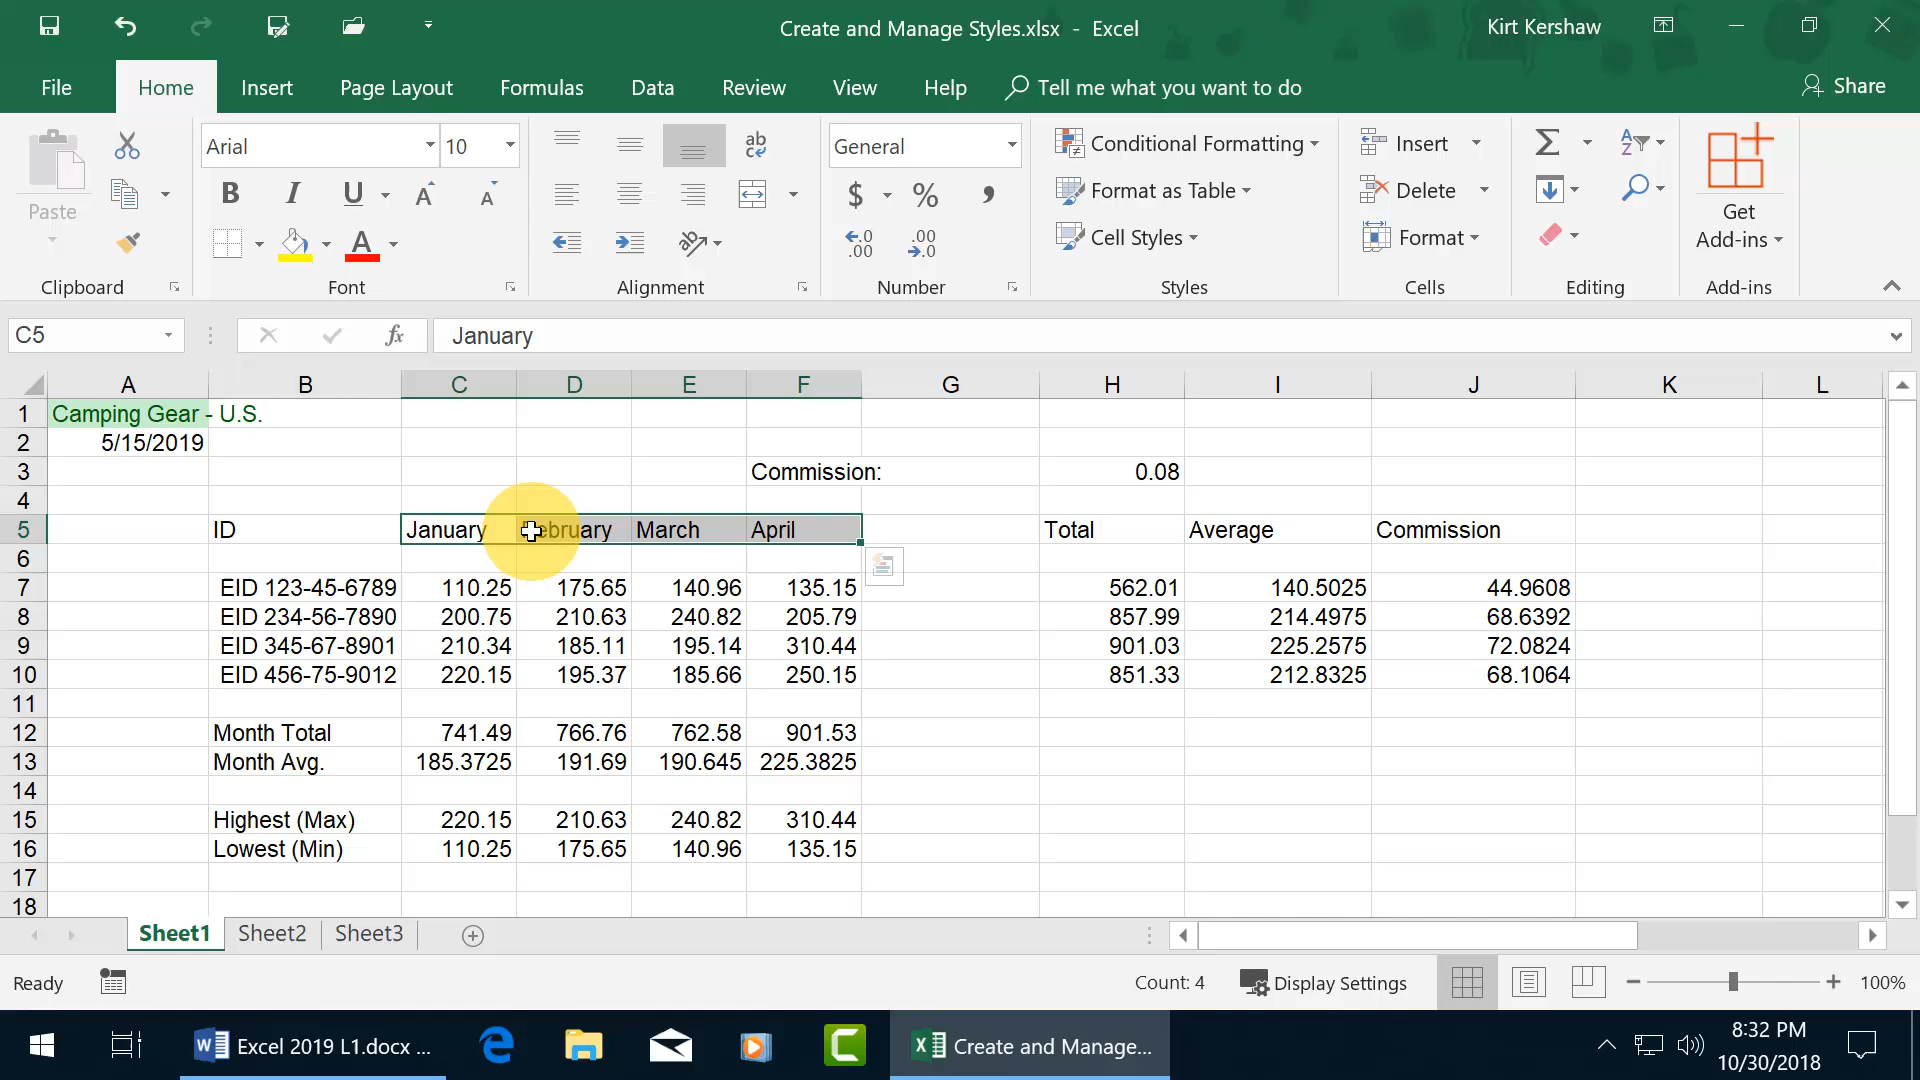 Create and Manage Styles.xlsx - Excel
Kirt Kershaw
File Home Insert Page Layout Formulas Data Review View Help Tell me what you want to do Share
Paste
Clipboard
Arial 10
B I U A A
A
Font
ab
c
Alignment
General
$ % ,
.0 .00
.00 .0
Number
Conditional Formatting
Format as Table
Cell Styles
Styles
Insert
Delete
Format
Cells
Σ A Z
Editing
Get
Add-ins
Add-ins
C5 fx January
A B C D E F G H I J K L
1 Camping Gear - U.S.
2 5/15/2019
3 Commission: 0.08
4
5 ID January February March April Total Average Commission
6
7 EID 123-45-6789 110.25 175.65 140.96 135.15 562.01 140.5025 44.9608
8 EID 234-56-7890 200.75 210.63 240.82 205.79 857.99 214.4975 68.6392
9 EID 345-67-8901 210.34 185.11 195.14 310.44 901.03 225.2575 72.0824
10 EID 456-75-9012 220.15 195.37 185.66 250.15 851.33 212.8325 68.1064
11
12 Month Total 741.49 766.76 762.58 901.53
13 Month Avg. 185.3725 191.69 190.645 225.3825
14
15 Highest (Max) 220.15 210.63 240.82 310.44
16 Lowest (Min) 110.25 175.65 140.96 135.15
17
18
Sheet1 Sheet2 Sheet3
Ready Count: 4 Display Settings 100%
W Excel 2019 L1.docx ... X Create and Manage... 8:32 PM
10/30/2018